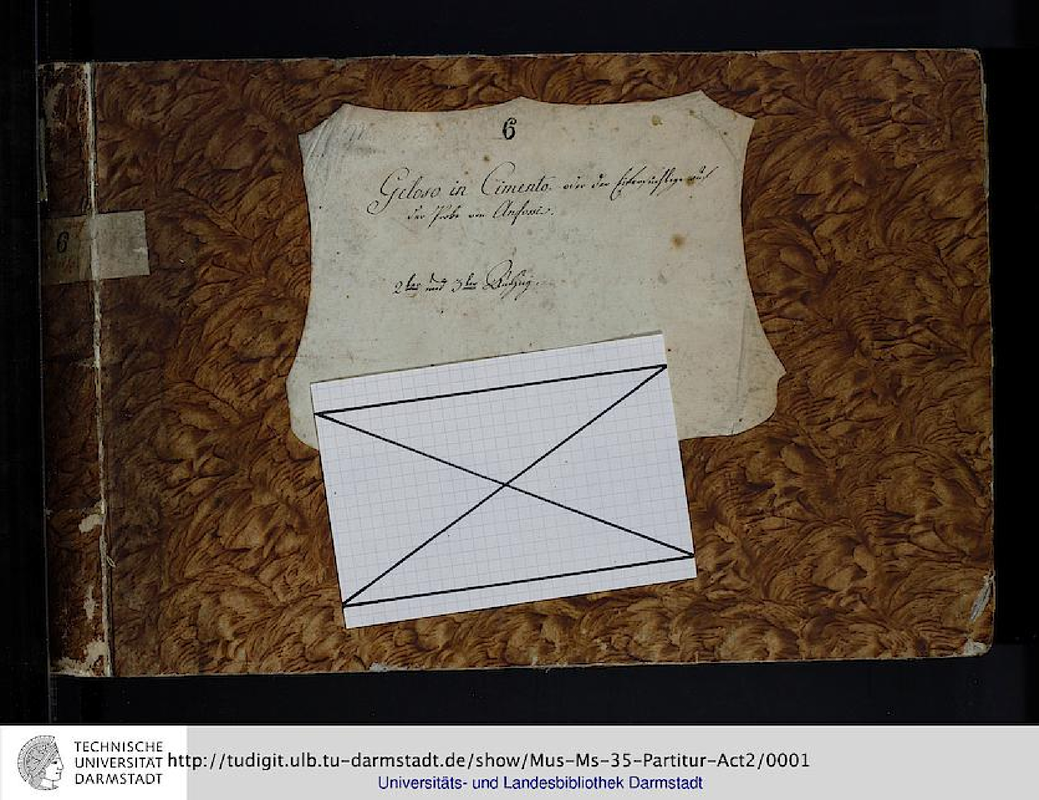 6
Geloso in Cimento. oder der Eifersüchtige auf
der Probe von Anfossi.
2ter und 3ter Aufzug.
6
TECHNISCHE
UNIVERSITÄT
DARMSTADT
http://tudigit.ulb.tu-darmstadt.de/show/Mus-Ms-35-Partitur-Act2/0001
Universitäts- und Landesbibliothek Darmstadt